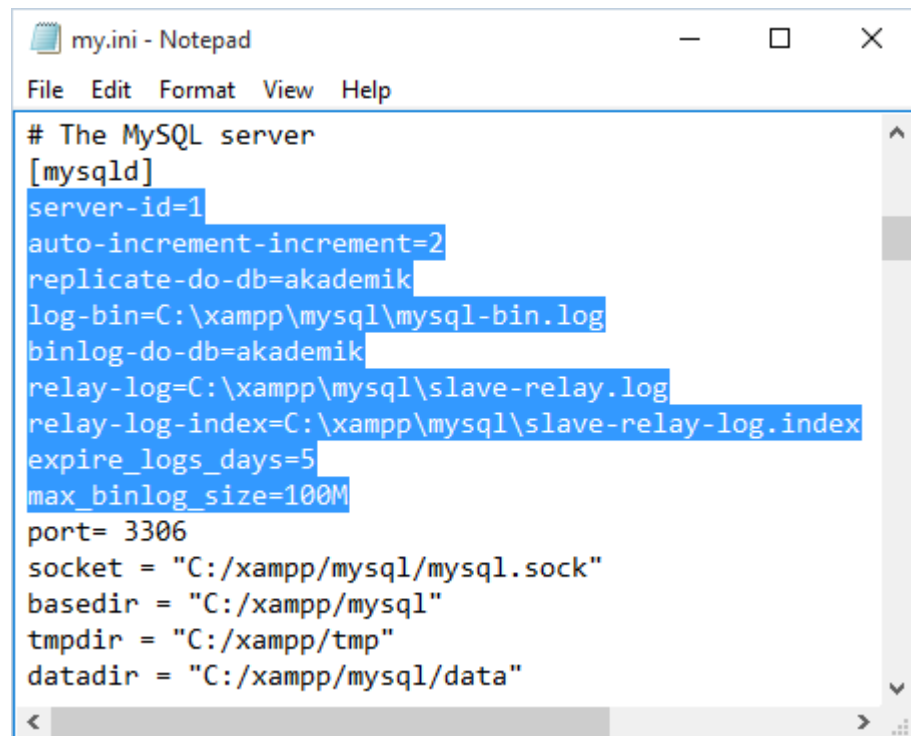 my.ini - Notepad
File Edit Format View Help
# The MySQL server
[mysqld]
server-id=1
auto-increment-increment=2
replicate-do-db=akademik
log-bin=C:\xampp\mysql\mysql-bin.log
binlog-do-db=akademik
relay-log=C:\xampp\mysql\slave-relay.log
relay-log-index=C:\xampp\mysql\slave-relay-log.index
expire_logs_days=5
max_binlog_size=100M
port= 3306
socket = "C:/xampp/mysql/mysql.sock"
basedir = "C:/xampp/mysql"
tmpdir = "C:/xampp/tmp"
datadir = "C:/xampp/mysql/data"